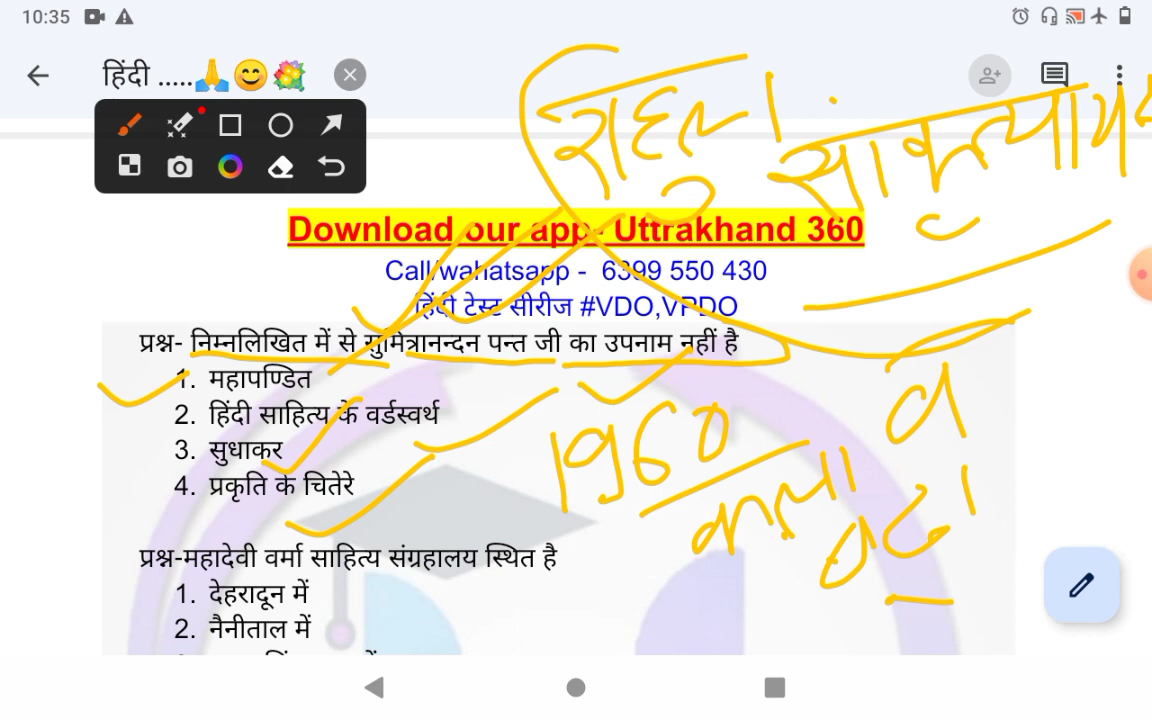 10:35
हिंदी .....🙏😊💐
राहुल सांकृत्यायन
Download our app- Uttrakhand 360
Call/wahatsapp - 6399 550 430
हिंदी टेस्ट सीरीज #VDO,VPDO
प्रश्न- निम्नलिखित में से सुमित्रानन्दन पन्त जी का उपनाम नहीं है
1. महापण्डित
2. हिंदी साहित्य के वर्डस्वर्थ
3. सुधाकर
4. प्रकृति के चितेरे
1960
प्रश्न-महादेवी वर्मा साहित्य संग्रहालय स्थित है
1. देहरादून में
2. नैनीताल में